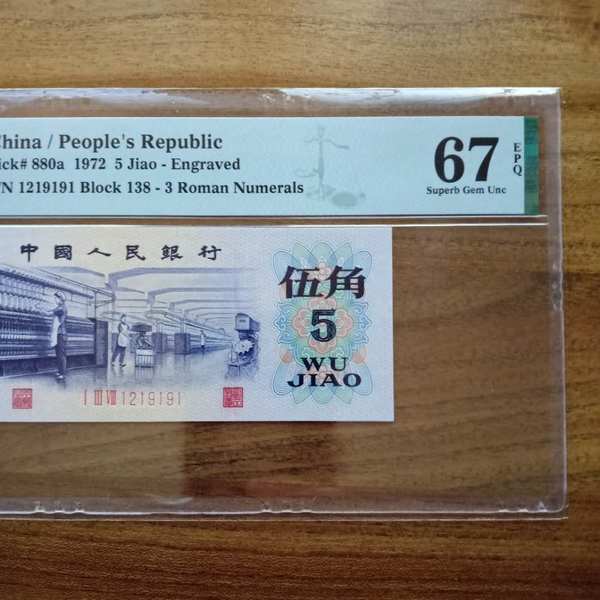 China / People's Republic
ick# 880a 1972 5 Jiao - Engraved
/N 1219191 Block 138 - 3 Roman Numerals
67
EPQ
Superb Gem Unc
中國人民銀行
伍角
5
WU
JIAO
I III VIII 1219191